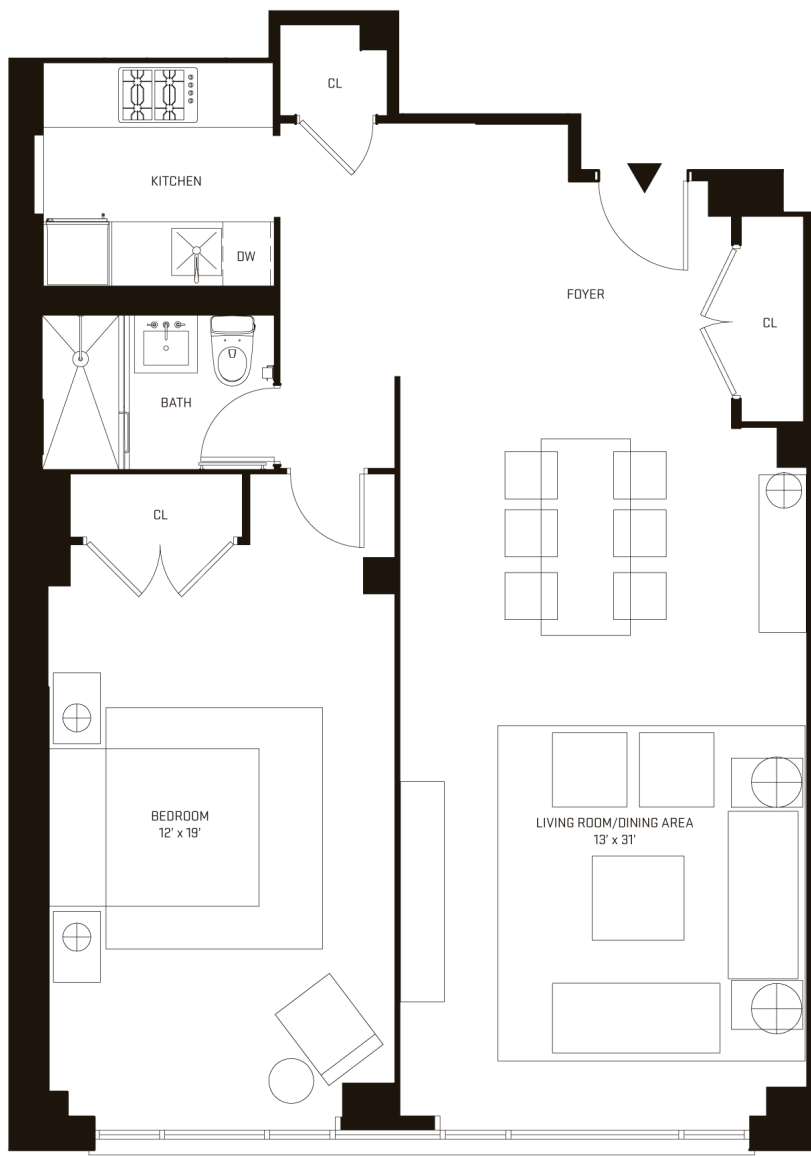 CL
KITCHEN
DW
FOYER
CL
BATH
CL
BEDROOM
12' x 19'
LIVING ROOM/DINING AREA
13' x 31'